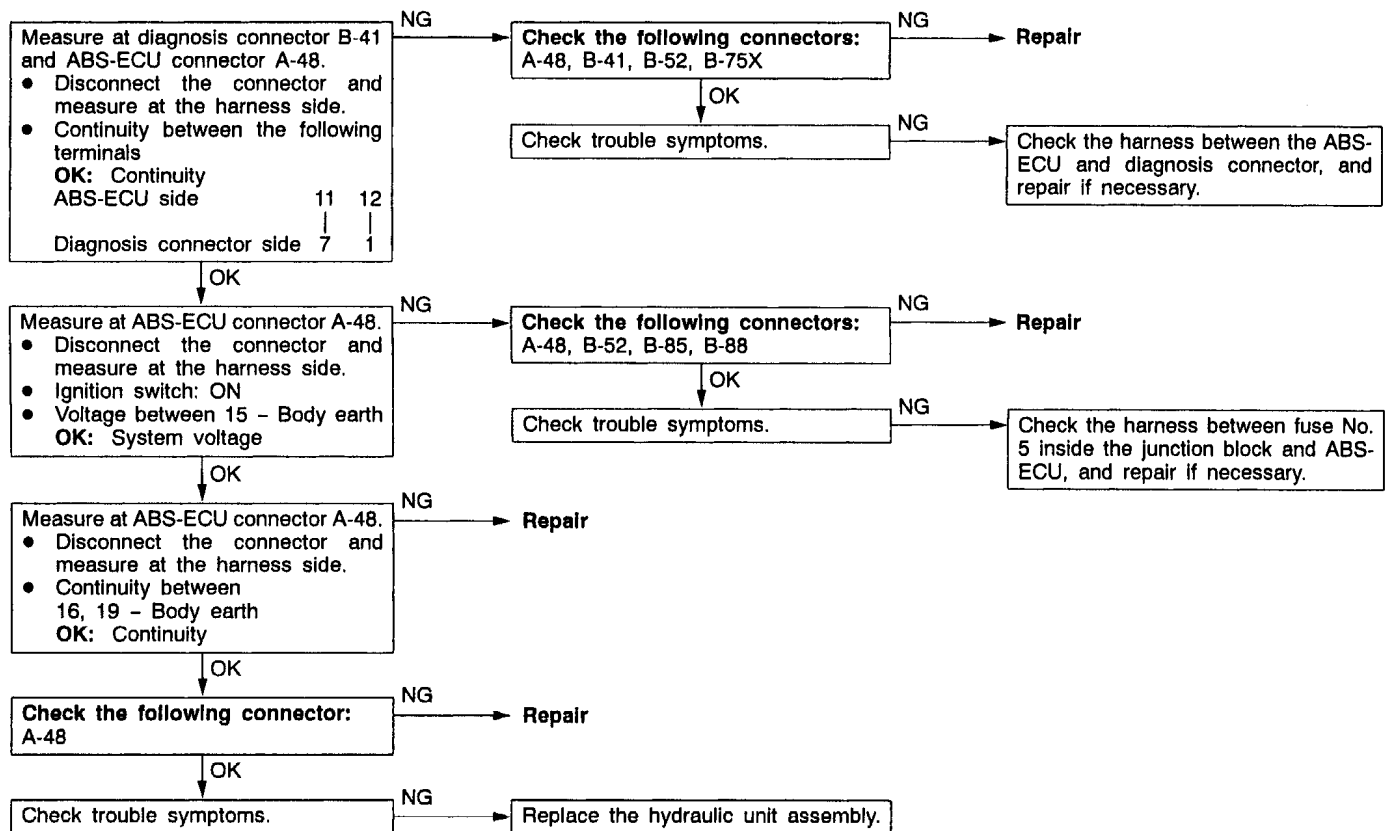 Measure at diagnosis connector B-41
and ABS-ECU connector A-48.
● Disconnect the connector and
measure at the harness side.
● Continuity between the following
terminals
OK: Continuity
ABS-ECU side 11 12
Diagnosis connector side 7 1
NG
Check the following connectors:
A-48, B-41, B-52, B-75X
NG
Repair
OK
Check trouble symptoms.
NG
Check the harness between the ABS-
ECU and diagnosis connector, and
repair if necessary.
OK
Measure at ABS-ECU connector A-48.
● Disconnect the connector and
measure at the harness side.
● Ignition switch: ON
● Voltage between 15 – Body earth
OK: System voltage
NG
Check the following connectors:
A-48, B-52, B-85, B-88
NG
Repair
OK
Check trouble symptoms.
NG
Check the harness between fuse No.
5 inside the junction block and ABS-
ECU, and repair if necessary.
OK
Measure at ABS-ECU connector A-48.
● Disconnect the connector and
measure at the harness side.
● Continuity between
16, 19 – Body earth
OK: Continuity
NG
Repair
OK
Check the following connector:
A-48
NG
Repair
OK
Check trouble symptoms.
NG
Replace the hydraulic unit assembly.